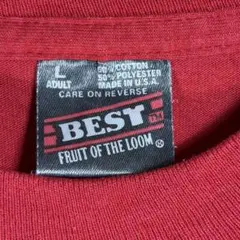 L
ADULT
50% COTTON
50% POLYESTER
MADE IN U.S.A.
CARE ON REVERSE
BEST TM
FRUIT OF THE LOOM ®